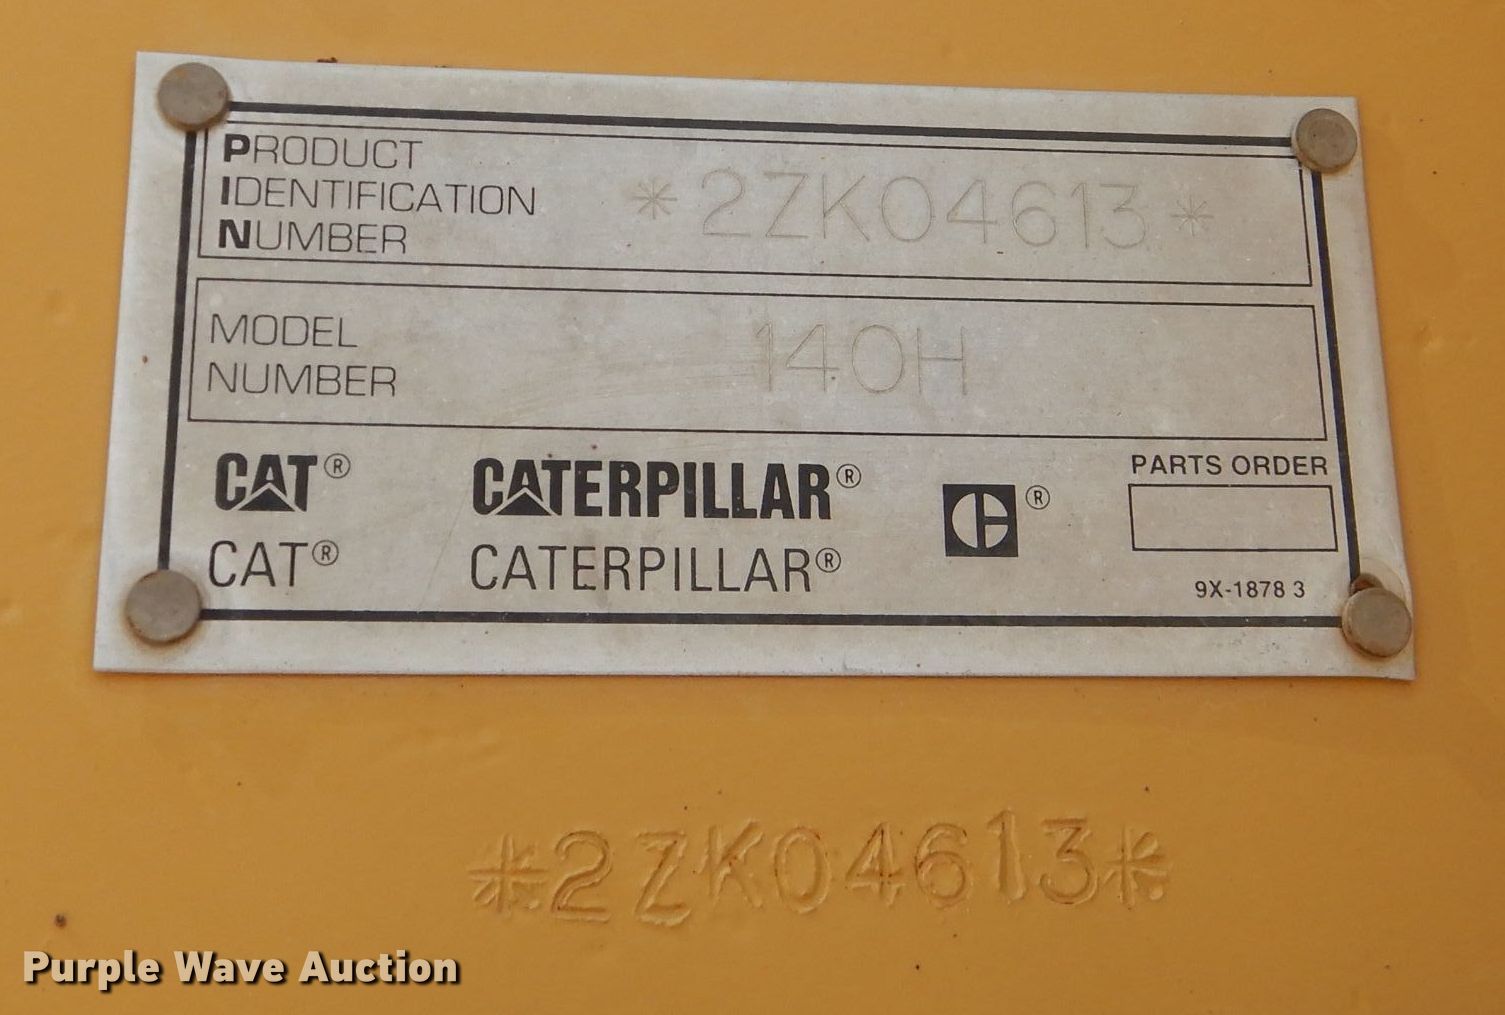 PRODUCT
IDENTIFICATION
NUMBER
*2ZK04613*
MODEL
NUMBER
140H
CAT® CATERPILLAR® ®
CAT® CATERPILLAR®
PARTS ORDER
9X-1878 3
*2ZK04613*
Purple Wave Auction